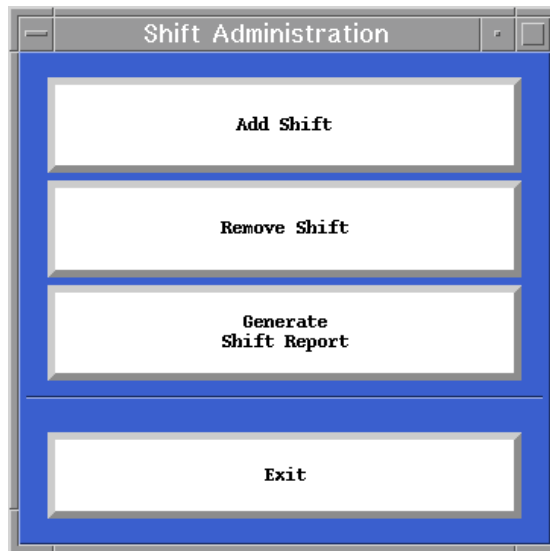 Shift Administration
Add Shift
Remove Shift
Generate
Shift Report
Exit